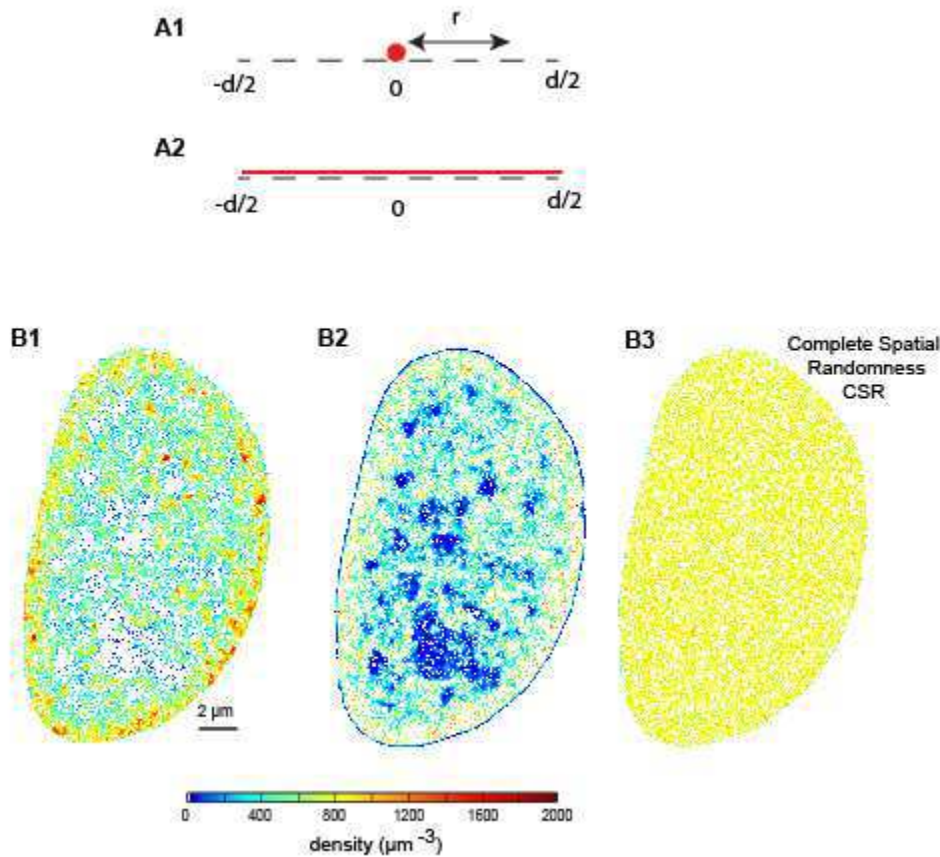 A1
r
-d/2
0
d/2
A2
-d/2
0
d/2
B1
B2
B3
Complete Spatial
Randomness
CSR
2 µm
0 400 800 1200 1600 2000
density (µm⁻³)